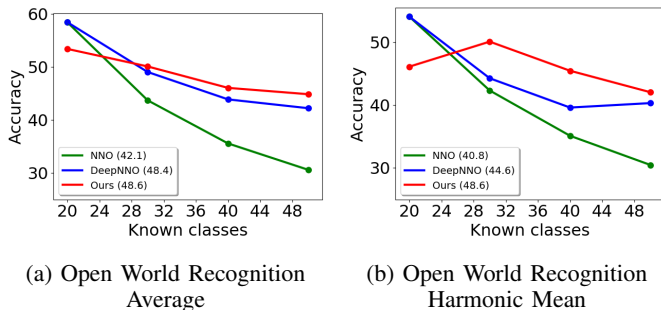 60
50
40
30
Accuracy
NNO (42.1)
DeepNNO (48.4)
Ours (48.6)
20 24 28 32 36 40 44 48
Known classes
(a) Open World Recognition
Average
50
40
30
Accuracy
NNO (40.8)
DeepNNO (44.6)
Ours (48.6)
20 24 28 32 36 40 44 48
Known classes
(b) Open World Recognition
Harmonic Mean